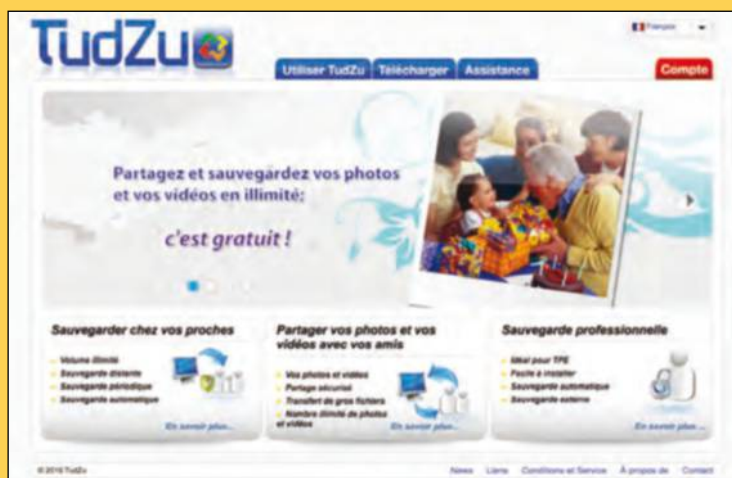 TudZu
Français
Utiliser TudZu Télécharger Assistance
Compte
Partagez et sauvegardez vos photos
et vos vidéos en illimité;
c'est gratuit !
Sauvegarder chez vos proches
Volume illimité
Sauvegarde distante
Sauvegarde périodique
Sauvegarde automatique
En savoir plus...
Partager vos photos et vos
vidéos avec vos amis
Vos photos et vidéos
Partage sécurisé
Transfert de gros fichiers
Nombre illimité de photos
et vidéos
En savoir plus...
Sauvegarde professionnelle
Idéal pour TPE
Facile à installer
Sauvegarde automatique
Sauvegarde externe
En savoir plus...
© 2010 TudZu
News Liens Conditions et Service À propos de Contact